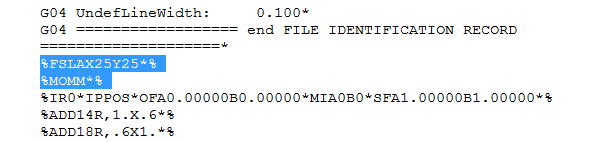 G04 UndefLineWidth:     0.100*
G04 ================== end FILE IDENTIFICATION RECORD
===================*
%FSLAX25Y25*%
%MOMM*%
%IR0*IPPOS*OFA0.00000B0.00000*MIA0B0*SFA1.00000B1.00000*%
%ADD14R,1.X.6*%
%ADD18R,.6X1.*%